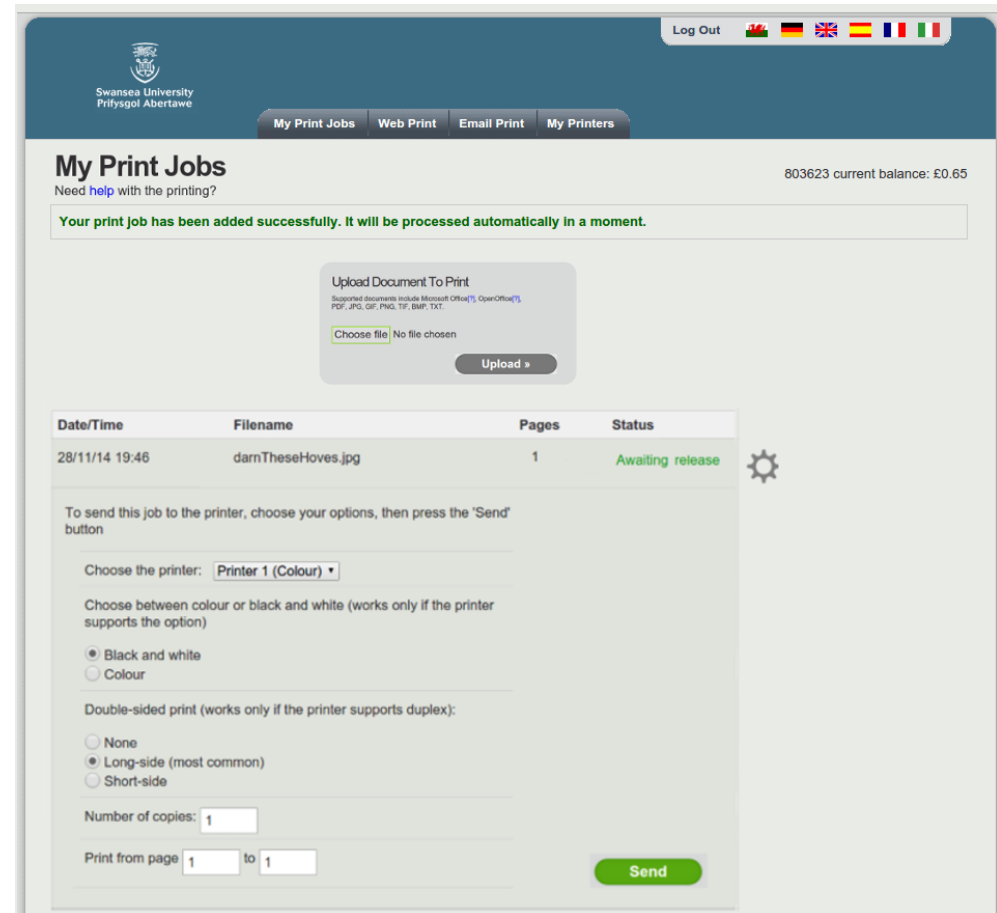 Log Out
Swansea University
Prifysgol Abertawe
My Print Jobs Web Print Email Print My Printers
My Print Jobs
803623 current balance: £0.65
Need help with the printing?
Your print job has been added successfully. It will be processed automatically in a moment.
Upload Document To Print
Supported documents include Microsoft Office[?], OpenOffice[?],
PDF, JPG, GIF, PNG, TIF, BMP, TXT.
Choose file No file chosen
Upload »
Date/Time Filename Pages Status
28/11/14 19:46 darnTheseHoves.jpg 1 Awaiting release
To send this job to the printer, choose your options, then press the 'Send'
button
Choose the printer: Printer 1 (Colour)
Choose between colour or black and white (works only if the printer
supports the option)
Black and white
Colour
Double-sided print (works only if the printer supports duplex):
None
Long-side (most common)
Short-side
Number of copies: 1
Print from page 1 to 1
Send